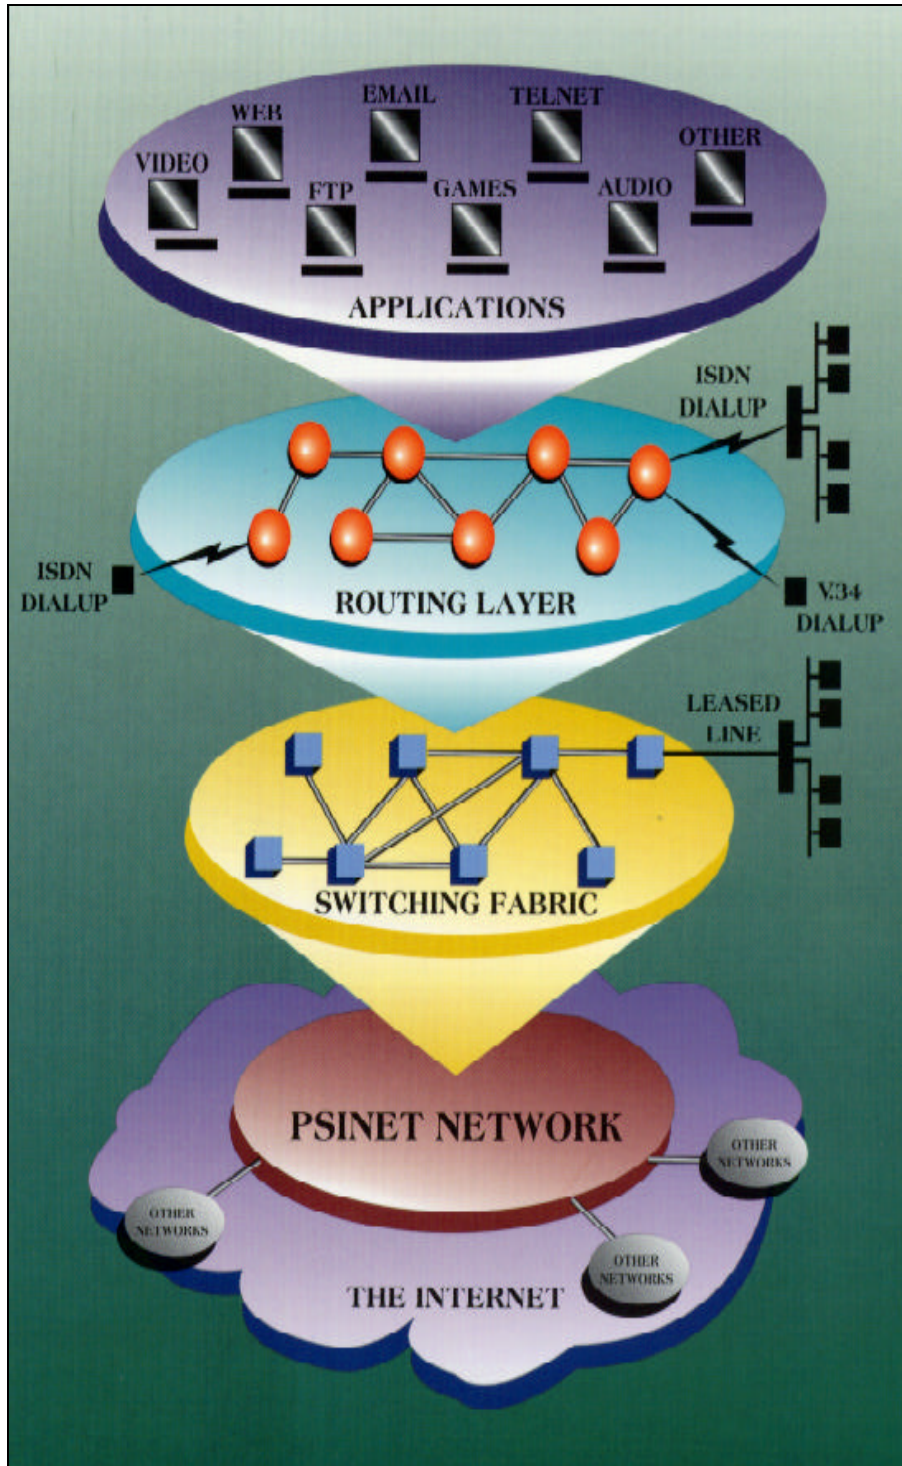 EMAIL
TELNET
WEB
OTHER
VIDEO
FTP
GAMES
AUDIO
APPLICATIONS
ISDN
DIALUP
ISDN
DIALUP
ROUTING LAYER
V.34
DIALUP
LEASED
LINE
SWITCHING FABRIC
PSINET NETWORK
OTHER
NETWORKS
OTHER
NETWORKS
OTHER
NETWORKS
THE INTERNET